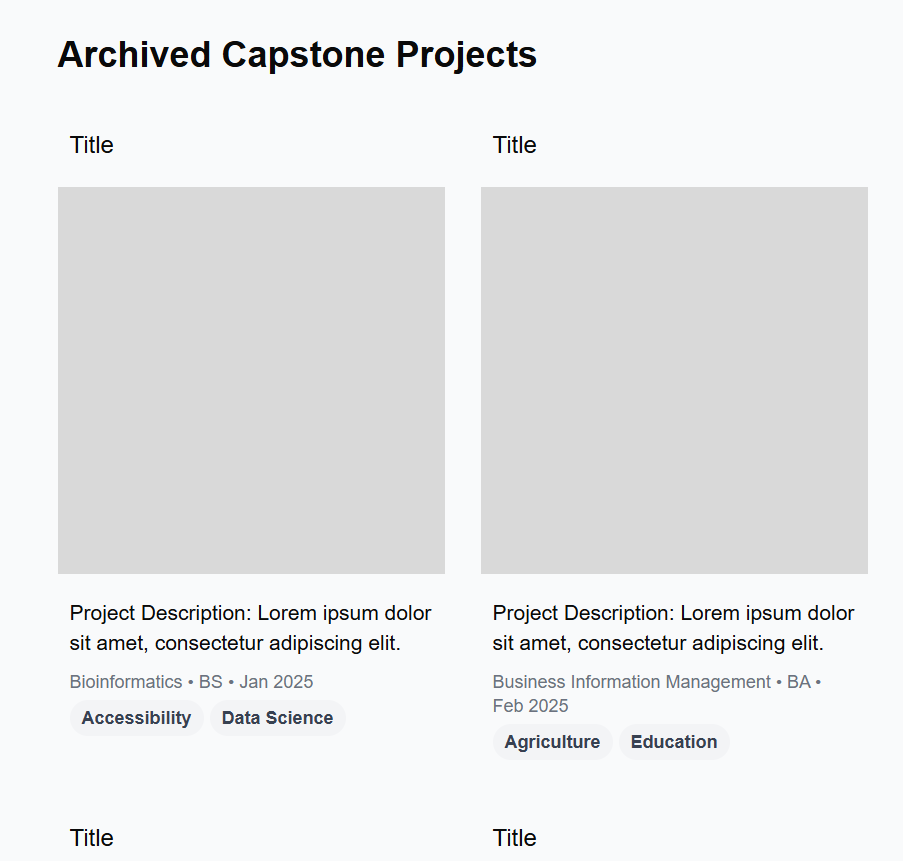 Archived Capstone Projects
Title
Title
Project Description: Lorem ipsum dolor
sit amet, consectetur adipiscing elit.
Bioinformatics • BS • Jan 2025
Accessibility
Data Science
Project Description: Lorem ipsum dolor
sit amet, consectetur adipiscing elit.
Business Information Management • BA •
Feb 2025
Agriculture
Education
Title
Title